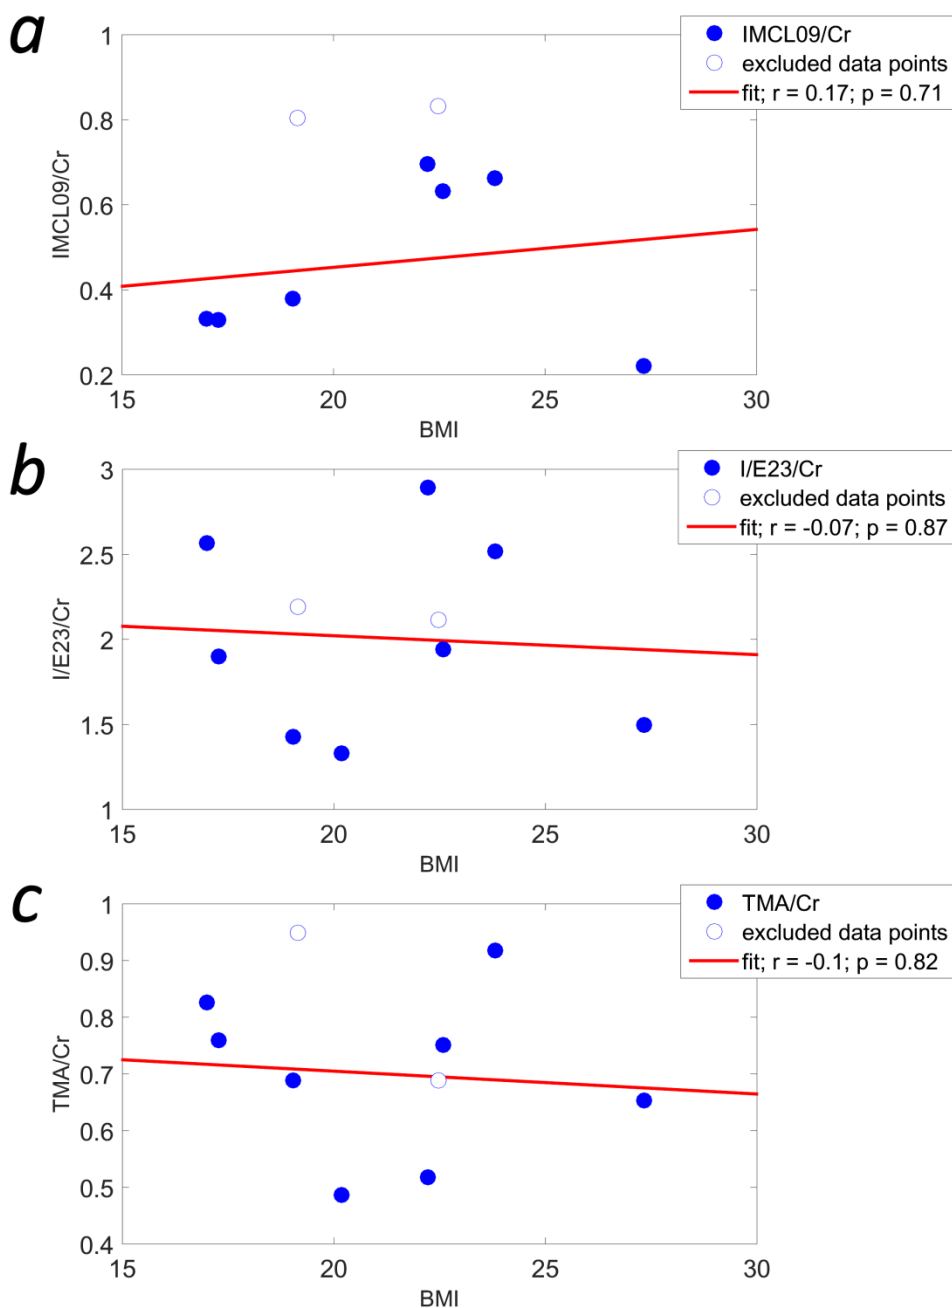 a
IMCL09/Cr
excluded data points
fit; r = 0.17; p = 0.71
1
0.8
0.6
0.4
0.2
IMCL09/Cr
15 20 25 30
BMI
b
I/E23/Cr
excluded data points
fit; r = -0.07; p = 0.87
3
2.5
2
1.5
1
I/E23/Cr
15 20 25 30
BMI
c
TMA/Cr
excluded data points
fit; r = -0.1; p = 0.82
1
0.9
0.8
0.7
0.6
0.5
0.4
TMA/Cr
15 20 25 30
BMI